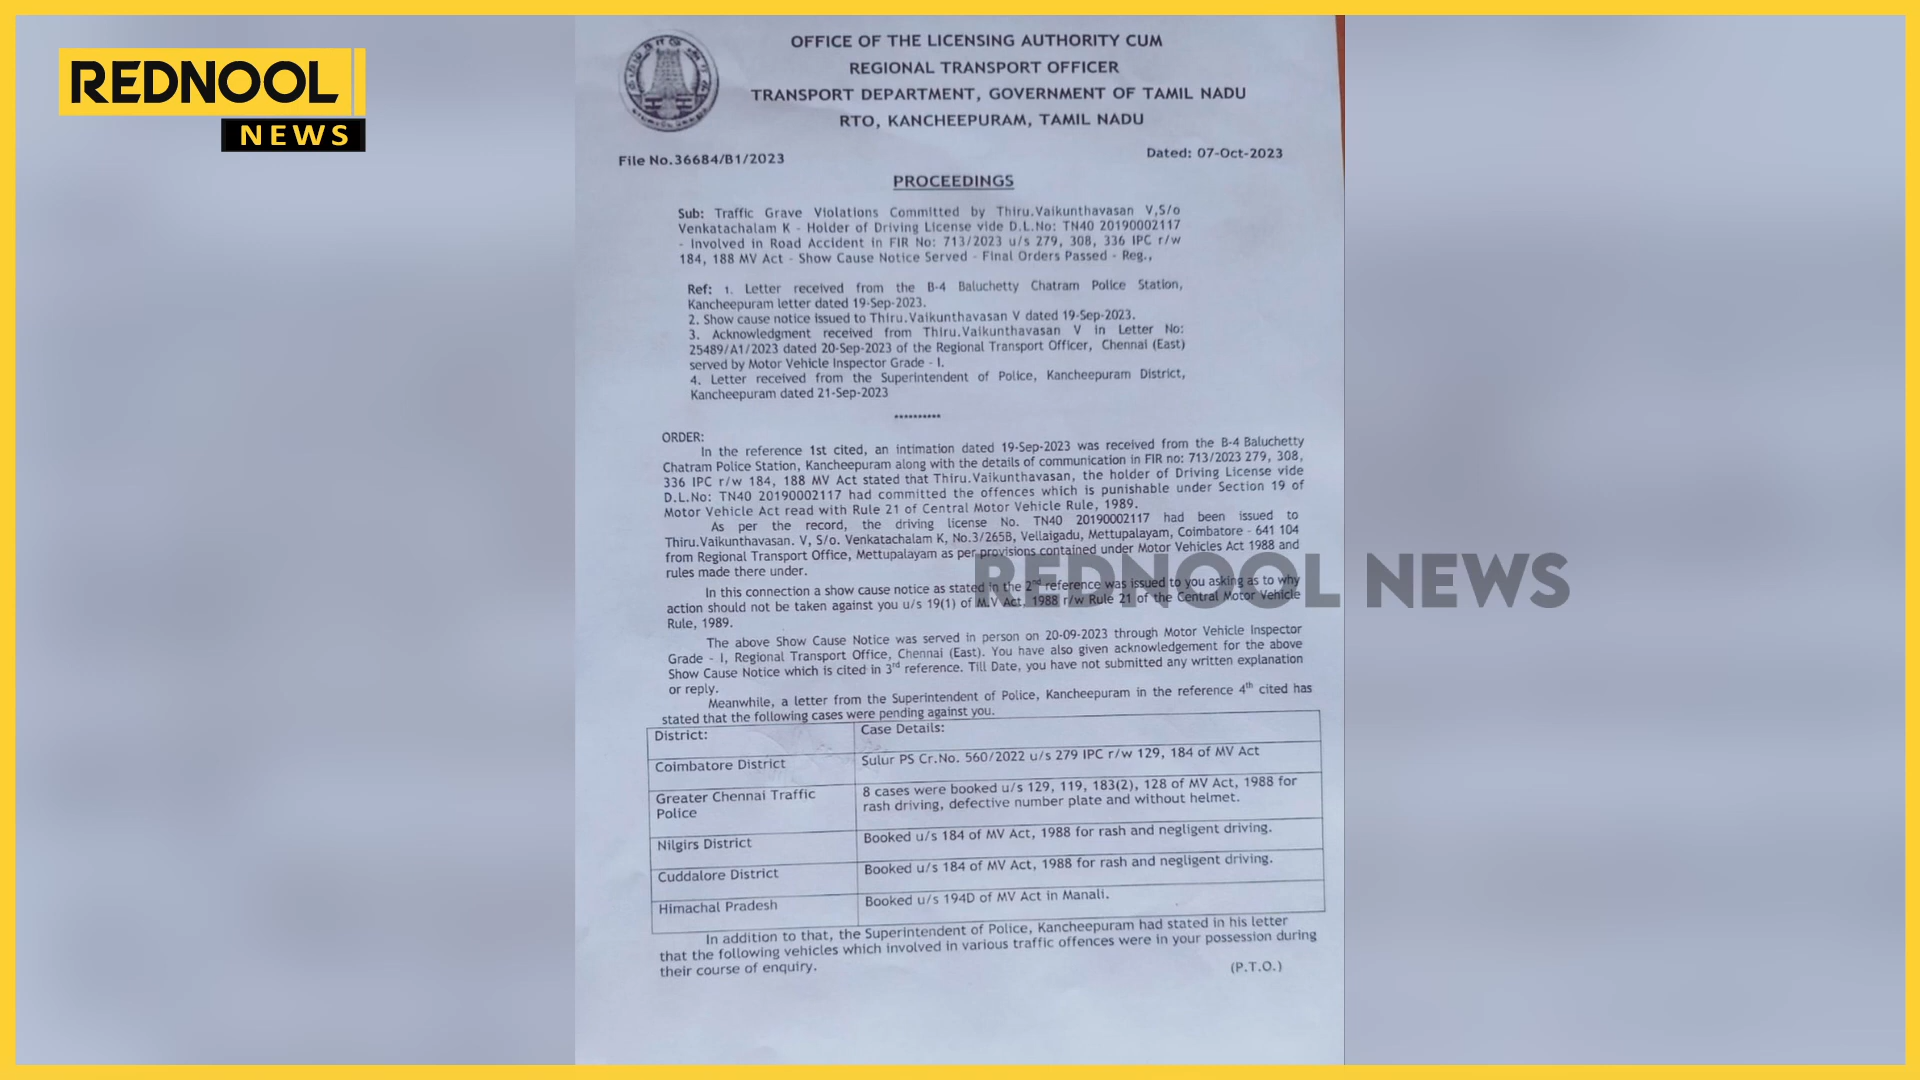 REDNOOL
NEWS
OFFICE OF THE LICENSING AUTHORITY CUM
REGIONAL TRANSPORT OFFICER
TRANSPORT DEPARTMENT, GOVERNMENT OF TAMIL NADU
RTO, KANCHEEPURAM, TAMIL NADU
File No.36684/B1/2023
Dated: 07-Oct-2023
PROCEEDINGS
Sub: Traffic Grave Violations Committed by Thiru.Vaikunthavasan V,S/o
Venkatachalam K - Holder of Driving License vide D.L.No: TN40 20190002117
- Involved in Road Accident in FIR No: 713/2023 u/s 279, 308, 336 IPC r/w
184, 188 MV Act - Show Cause Notice Served - Final Orders Passed - Reg.,
Ref: 1. Letter received from the B-4 Baluchetty Chatram Police Station,
Kancheepuram letter dated 19-Sep-2023.
2. Show cause notice issued to Thiru.Vaikunthavasan V dated 19-Sep-2023.
3. Acknowledgment received from Thiru.Vaikunthavasan V in Letter No:
25489/A1/2023 dated 20-Sep-2023 of the Regional Transport Officer, Chennai (East)
served by Motor Vehicle Inspector Grade - I.
4. Letter received from the Superintendent of Police, Kancheepuram District,
Kancheepuram dated 21-Sep-2023
**********
ORDER:
In the reference 1st cited, an intimation dated 19-Sep-2023 was received from the B-4 Baluchetty
Chatram Police Station, Kancheepuram along with the details of communication in FIR no: 713/2023 279, 308,
336 IPC r/w 184, 188 MV Act stated that Thiru.Vaikunthavasan, the holder of Driving License vide
D.L.No: TN40 20190002117 had committed the offences which is punishable under Section 19 of
Motor Vehicle Act read with Rule 21 of Central Motor Vehicle Rule, 1989.
As per the record, the driving license No. TN40 20190002117 had been issued to
Thiru.Vaikunthavasan. V, S/o. Venkatachalam K, No.3/265B, Vellaigadu, Mettupalayam, Coimbatore - 641 104
from Regional Transport Office, Mettupalayam as per provisions contained under Motor Vehicles Act 1988 and
rules made there under.
In this connection a show cause notice as stated in the 2nd reference was issued to you asking as to why
action should not be taken against you u/s 19(1) of M.V Act, 1988 r/w Rule 21 of the Central Motor Vehicle
Rule, 1989.
REDNOOL NEWS
The above Show Cause Notice was served in person on 20-09-2023 through Motor Vehicle Inspector
Grade - I, Regional Transport Office, Chennai (East). You have also given acknowledgement for the above
Show Cause Notice which is cited in 3rd reference. Till Date, you have not submitted any written explanation
or reply.
Meanwhile, a letter from the Superintendent of Police, Kancheepuram in the reference 4th cited has
stated that the following cases were pending against you.
District: Case Details:
Coimbatore District Sulur PS Cr.No. 560/2022 u/s 279 IPC r/w 129, 184 of MV Act
Greater Chennai Traffic Police 8 cases were booked u/s 129, 119, 183(2), 128 of MV Act, 1988 for
rash driving, defective number plate and without helmet.
Nilgirs District Booked u/s 184 of MV Act, 1988 for rash and negligent driving.
Cuddalore District Booked u/s 184 of MV Act, 1988 for rash and negligent driving.
Himachal Pradesh Booked u/s 194D of MV Act in Manali.
In addition to that, the Superintendent of Police, Kancheepuram had stated in his letter
that the following vehicles which involved in various traffic offences were in your possession during
their course of enquiry.
(P.T.O.)